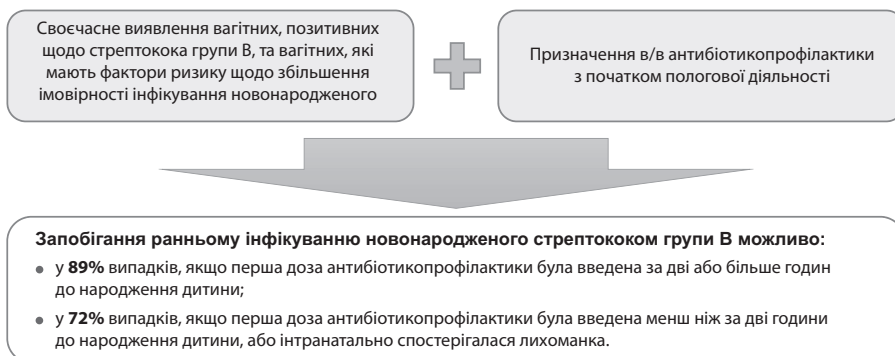 Своєчасне виявлення вагітних, позитивних
щодо стрептокока групи В, та вагітних, які
мають фактори ризику щодо збільшення
імовірності інфікування новонародженого
Призначення в/в антибіотикопрофілактики
з початком пологової діяльності
Запобігання ранньому інфікуванню новонародженого стрептококом групи В можливо:
● у 89% випадків, якщо перша доза антибіотикопрофілактики була введена за дві або більше годин
до народження дитини;
● у 72% випадків, якщо перша доза антибіотикопрофілактики була введена менш ніж за дві години
до народження дитини, або інтранатально спостерігалася лихоманка.